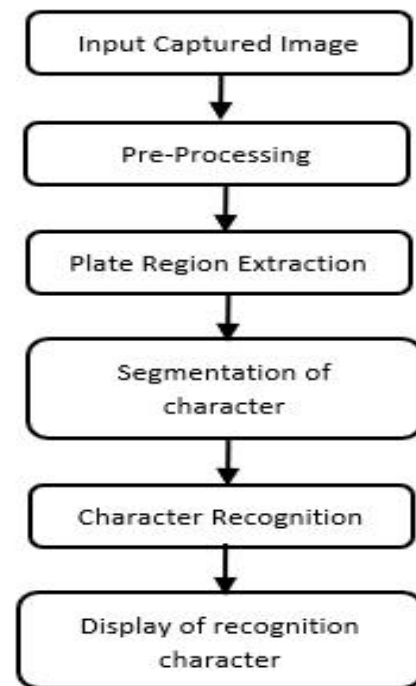 Input Captured Image
Pre-Processing
Plate Region Extraction
Segmentation of
character
Character Recognition
Display of recognition
character